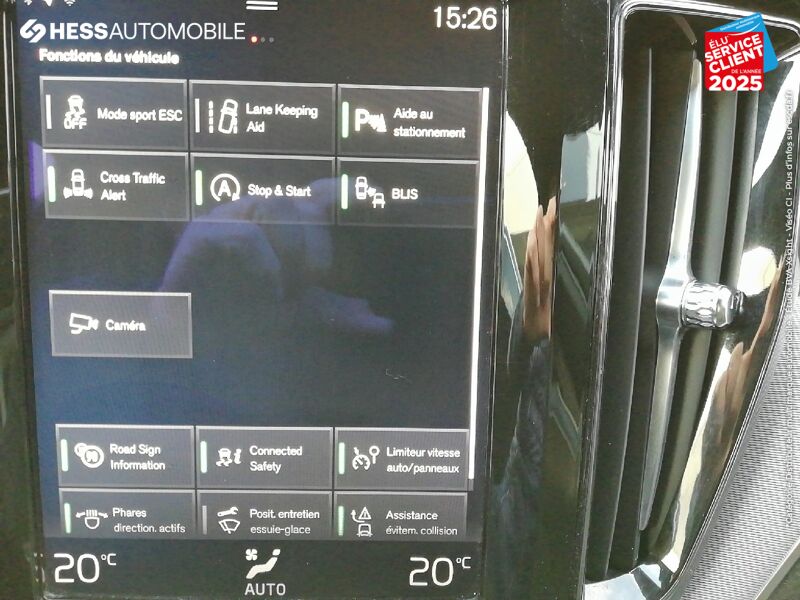 HESSAUTOMOBILE
15:26
ÉLU
SERVICE
CLIENT
DE L'ANNÉE
2025
Fonctions du véhicule
OFF
Mode sport ESC
Lane Keeping
Aid
P
Aide au
stationnement
Cross Traffic
Alert
A
Stop & Start
BLIS
Caméra
Road Sign
Information
Connected
Safety
Limiteur vitesse
auto/panneaux
Phares
direction. actifs
Posit. entretien
essuie-glace
Assistance
évitem. collision
20°C
AUTO
20°C